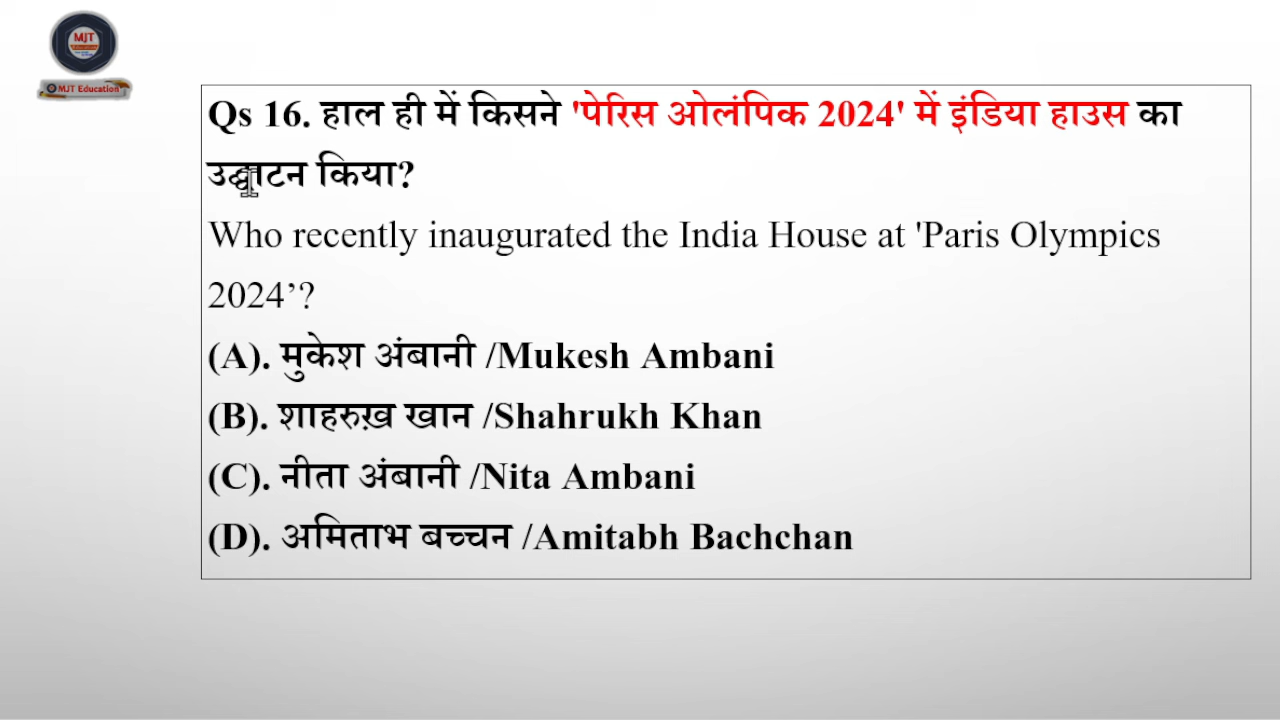 MJT
MJT Education
Qs 16. हाल ही में किसने 'पेरिस ओलंपिक 2024' में इंडिया हाउस का
उद्घाटन किया?
Who recently inaugurated the India House at 'Paris Olympics
2024’?
(A). मुकेश अंबानी /Mukesh Ambani
(B). शाहरुख़ खान /Shahrukh Khan
(C). नीता अंबानी /Nita Ambani
(D). अमिताभ बच्चन /Amitabh Bachchan